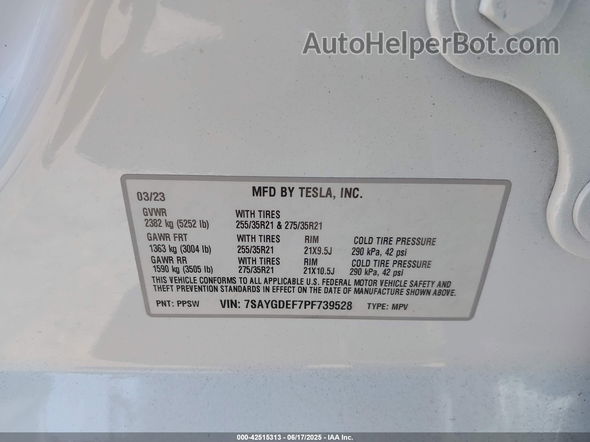 AutoHelperBot.com
03/23 MFD BY TESLA, INC.
GVWR WITH TIRES
2382 kg (5252 lb) 255/35R21 & 275/35R21
GAWR FRT WITH TIRES RIM COLD TIRE PRESSURE
1363 kg (3004 lb) 255/35R21 21X9.5J 290 kPa, 42 psi
GAWR RR WITH TIRES RIM COLD TIRE PRESSURE
1590 kg (3505 lb) 275/35R21 21X10.5J 290 kPa, 42 psi
THIS VEHICLE CONFORMS TO ALL APPLICABLE U.S. FEDERAL MOTOR VEHICLE SAFETY AND
THEFT PREVENTION STANDARDS IN EFFECT ON THE DATE OF MANUFACTURE SHOWN ABOVE.
PNT: PPSW VIN: 7SAYGDEF7PF739528 TYPE: MPV
000-42515313 - 06/17/2025 - IAA Inc.